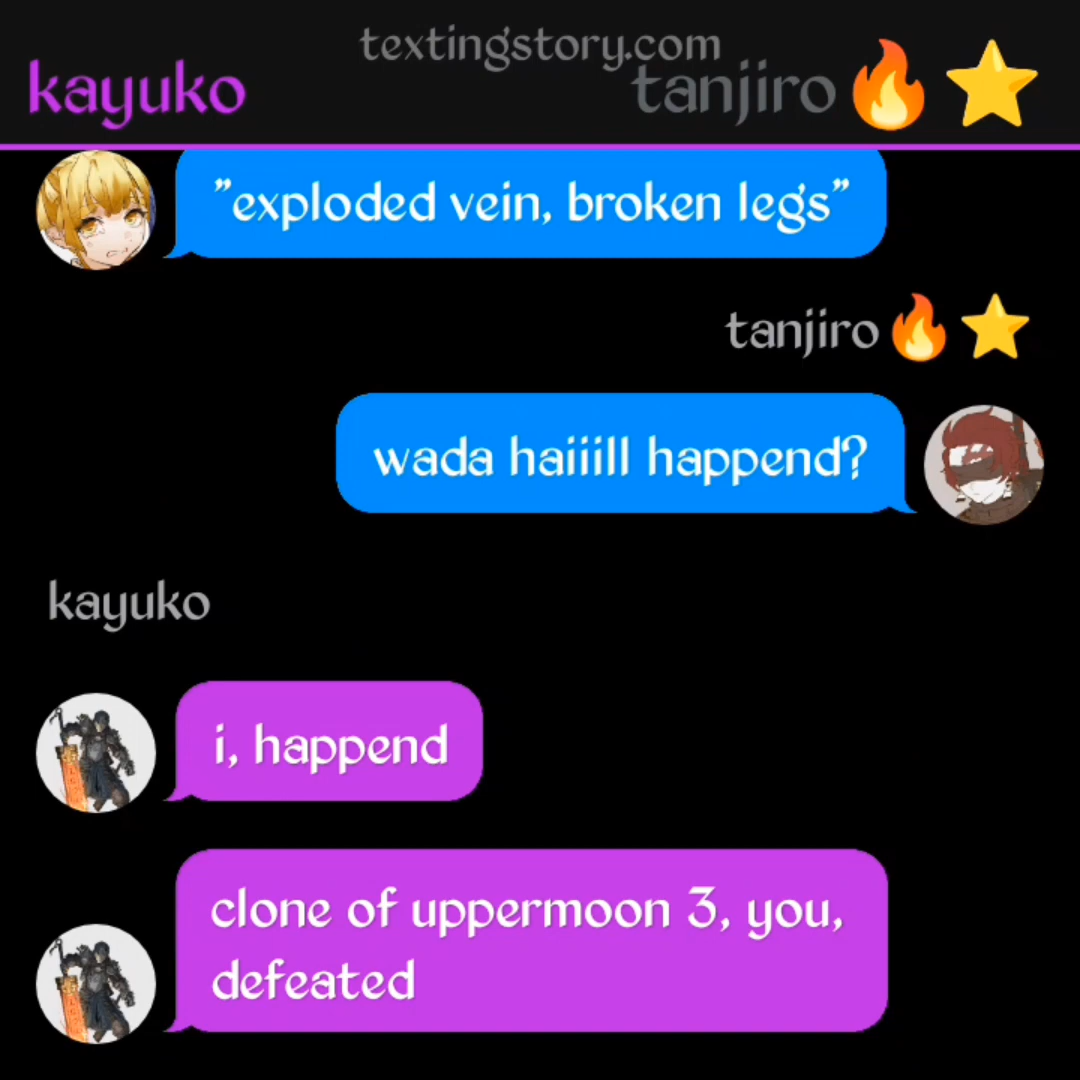 textingstory.com
kayuko
tanjiro🔥⭐
"exploded vein, broken legs"
tanjiro🔥⭐
wada haiiill happend?
kayuko
i, happend
clone of uppermoon 3, you,
defeated